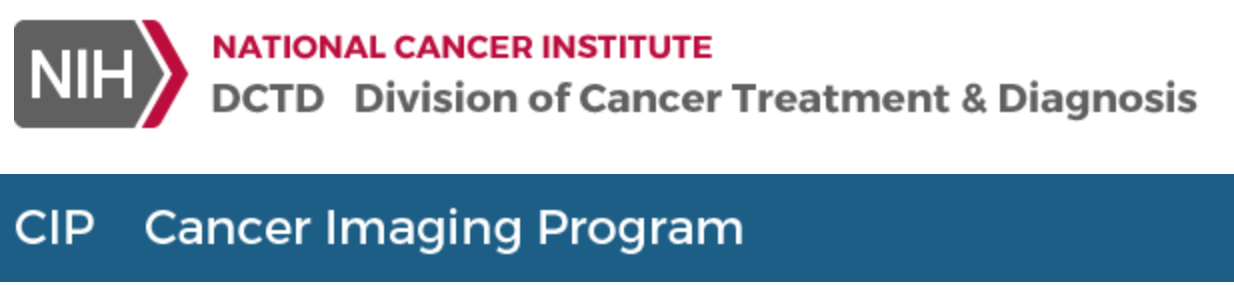 NIH
NATIONAL CANCER INSTITUTE
DCTD Division of Cancer Treatment & Diagnosis
CIP Cancer Imaging Program